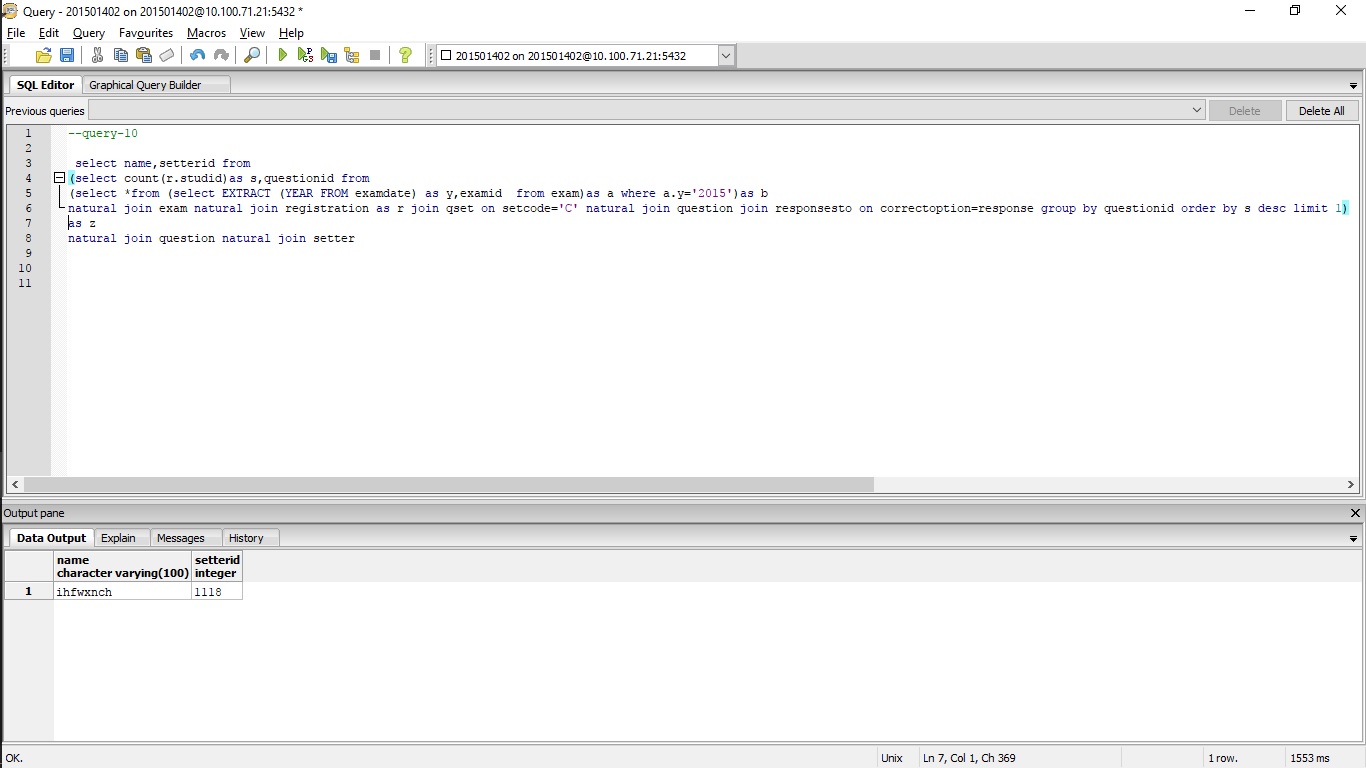 Query - 201501402 on 201501402@10.100.71.21:5432 *
File Edit Query Favourites Macros View Help
201501402 on 201501402@10.100.71.21:5432
SQL Editor Graphical Query Builder
Previous queries Delete Delete All
1 --query-10
2
3 select name,setterid from
4 (select count(r.studid)as s,questionid from
5 (select *from (select EXTRACT (YEAR FROM examdate) as y,examid from exam)as a where a.y='2015')as b
6 natural join exam natural join registration as r join qset on setcode='C' natural join question join responsesto on correctoption=response group by questionid order by s desc limit 1)
7 as z
8 natural join question natural join setter
9
10
11
Output pane
Data Output Explain Messages History
name setterid
character varying(100) integer
1 ihfwxnch 1118
OK. Unix Ln 7, Col 1, Ch 369 1 row. 1553 ms